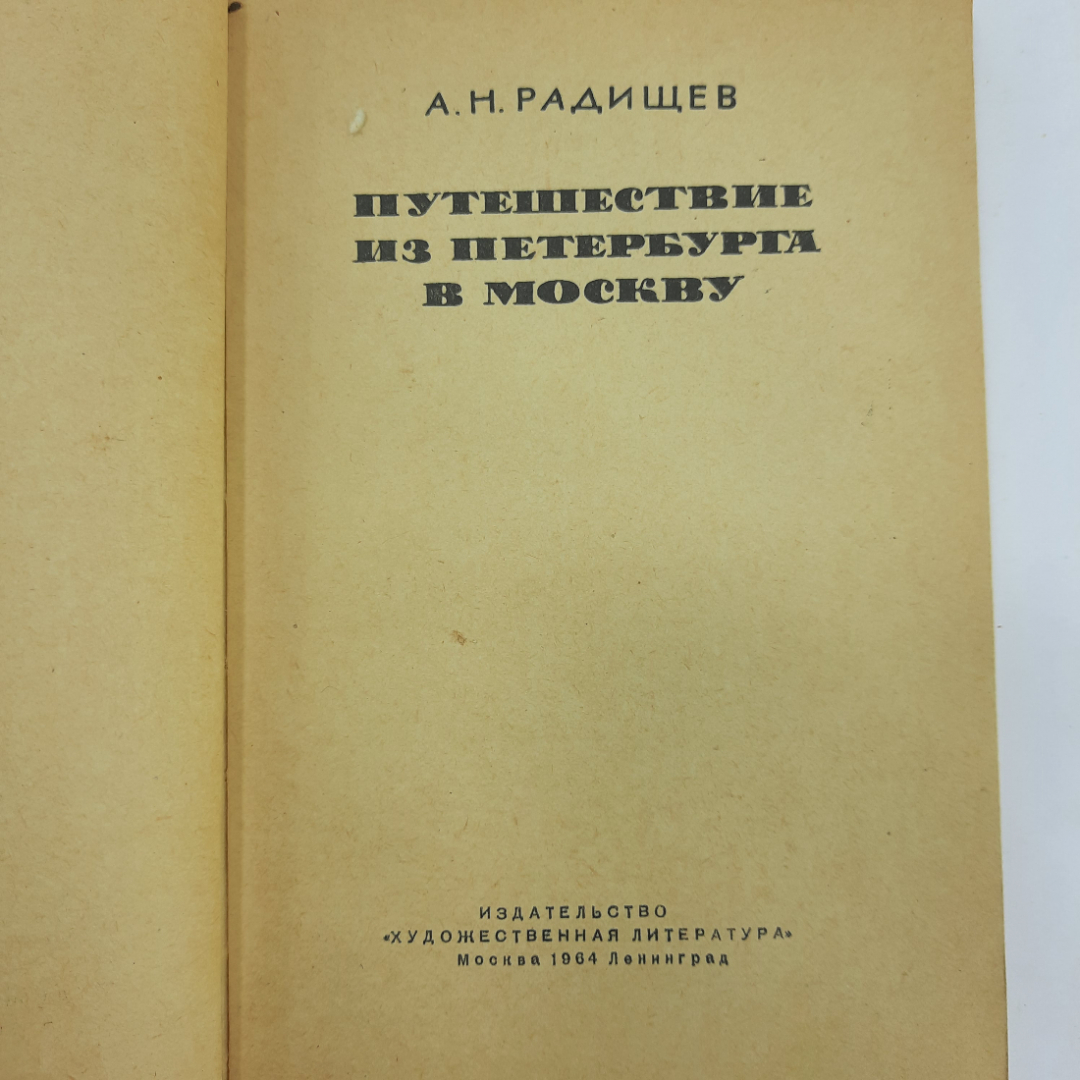 А. Н. РАДИЩЕВ
ПУТЕШЕСТВИЕ
ИЗ ПЕТЕРБУРГА
В МОСКВУ
ИЗДАТЕЛЬСТВО
«ХУДОЖЕСТВЕННАЯ ЛИТЕРАТУРА»
Москва 1964 Ленинград